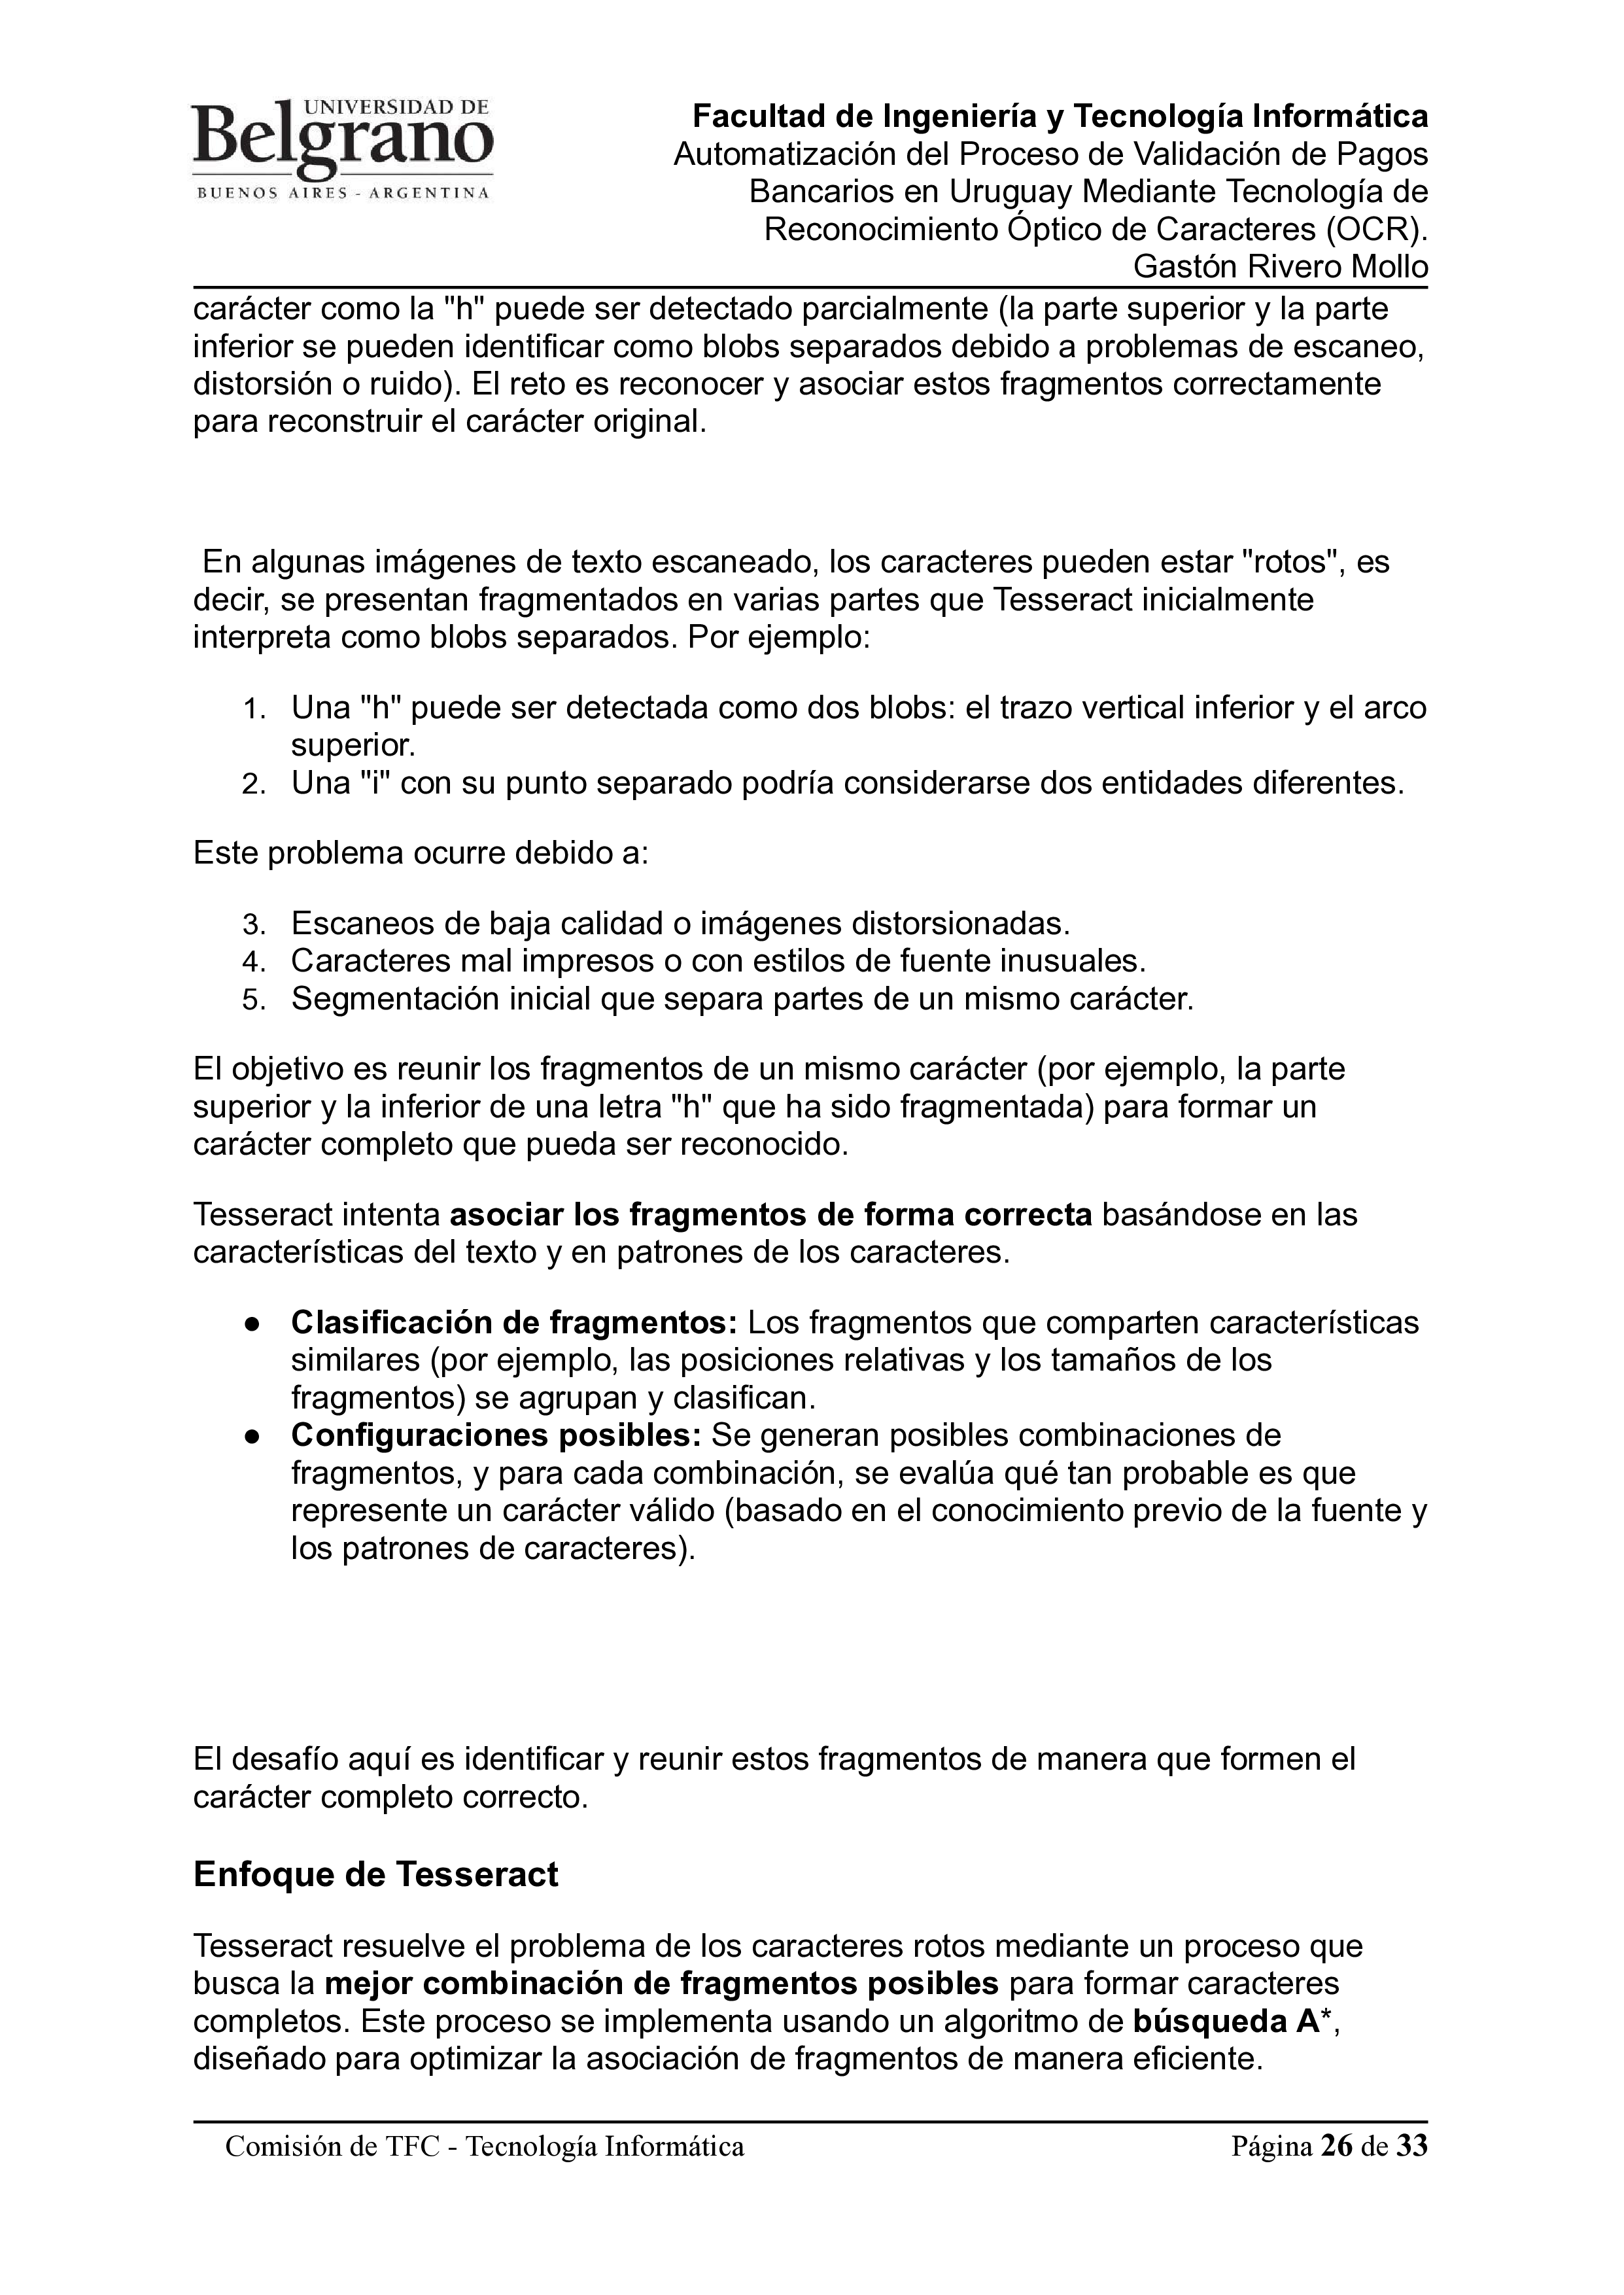 UNIVERSIDAD DE
Belgrano
BUENOS AIRES - ARGENTINA
Facultad de Ingeniería y Tecnología Informática
Automatización del Proceso de Validación de Pagos
Bancarios en Uruguay Mediante Tecnología de
Reconocimiento Óptico de Caracteres (OCR).
Gastón Rivero Mollo
carácter como la "h" puede ser detectado parcialmente (la parte superior y la parte
inferior se pueden identificar como blobs separados debido a problemas de escaneo,
distorsión o ruido). El reto es reconocer y asociar estos fragmentos correctamente
para reconstruir el carácter original.
En algunas imágenes de texto escaneado, los caracteres pueden estar "rotos", es
decir, se presentan fragmentados en varias partes que Tesseract inicialmente
interpreta como blobs separados. Por ejemplo:
1. Una "h" puede ser detectada como dos blobs: el trazo vertical inferior y el arco
superior.
2. Una "i" con su punto separado podría considerarse dos entidades diferentes.
Este problema ocurre debido a:
3. Escaneos de baja calidad o imágenes distorsionadas.
4. Caracteres mal impresos o con estilos de fuente inusuales.
5. Segmentación inicial que separa partes de un mismo carácter.
El objetivo es reunir los fragmentos de un mismo carácter (por ejemplo, la parte
superior y la inferior de una letra "h" que ha sido fragmentada) para formar un
carácter completo que pueda ser reconocido.
Tesseract intenta asociar los fragmentos de forma correcta basándose en las
características del texto y en patrones de los caracteres.
● Clasificación de fragmentos: Los fragmentos que comparten características
similares (por ejemplo, las posiciones relativas y los tamaños de los
fragmentos) se agrupan y clasifican.
● Configuraciones posibles: Se generan posibles combinaciones de
fragmentos, y para cada combinación, se evalúa qué tan probable es que
represente un carácter válido (basado en el conocimiento previo de la fuente y
los patrones de caracteres).
El desafío aquí es identificar y reunir estos fragmentos de manera que formen el
carácter completo correcto.
Enfoque de Tesseract
Tesseract resuelve el problema de los caracteres rotos mediante un proceso que
busca la mejor combinación de fragmentos posibles para formar caracteres
completos. Este proceso se implementa usando un algoritmo de búsqueda A*,
diseñado para optimizar la asociación de fragmentos de manera eficiente.
Comisión de TFC - Tecnología Informática
Página 26 de 33